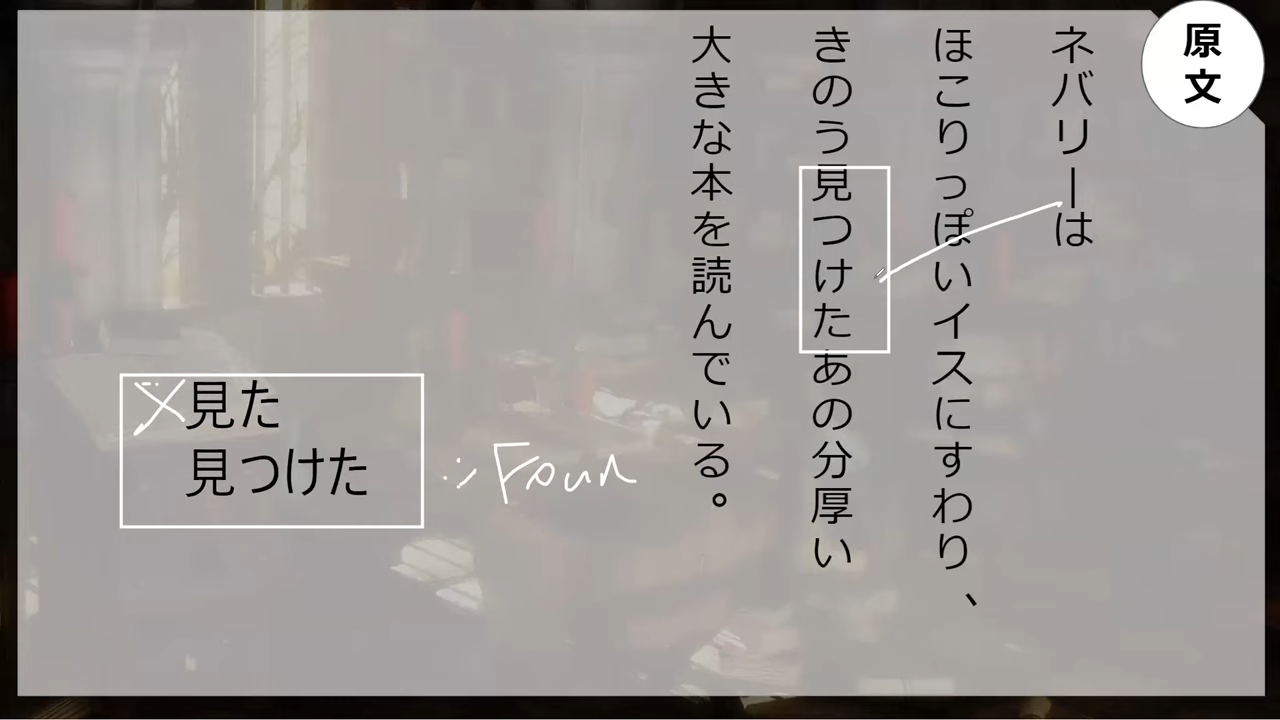 原文
ネバリーは
ほこりっぽいイスにすわり、
きのう見つけたあの分厚い
大きな本を読んでいる。
見た
見つけた
: Foun